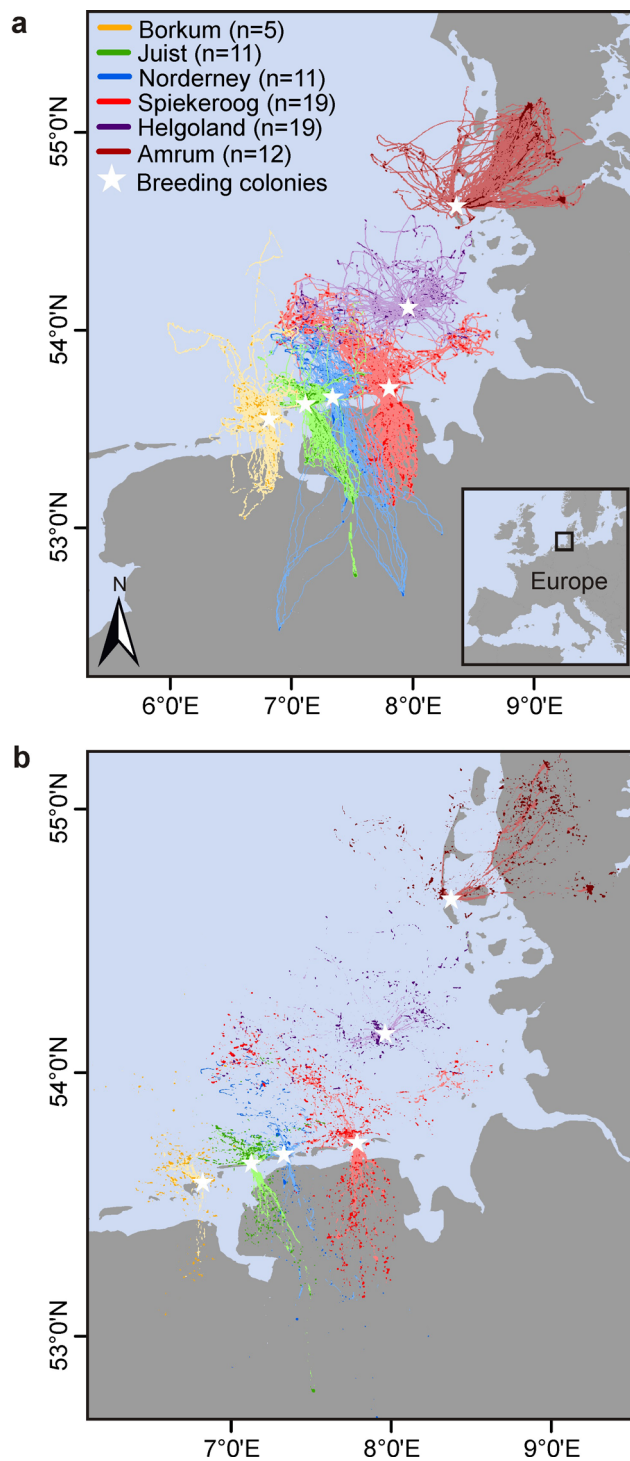 a
Borkum (n=5)
Juist (n=11)
Norderney (n=11)
Spiekeroog (n=19)
Helgoland (n=19)
Amrum (n=12)
Breeding colonies
55°0'N
54°0'N
53°0'N
N
Europe
6°0'E 7°0'E 8°0'E 9°0'E
b
55°0'N
54°0'N
53°0'N
7°0'E 8°0'E 9°0'E